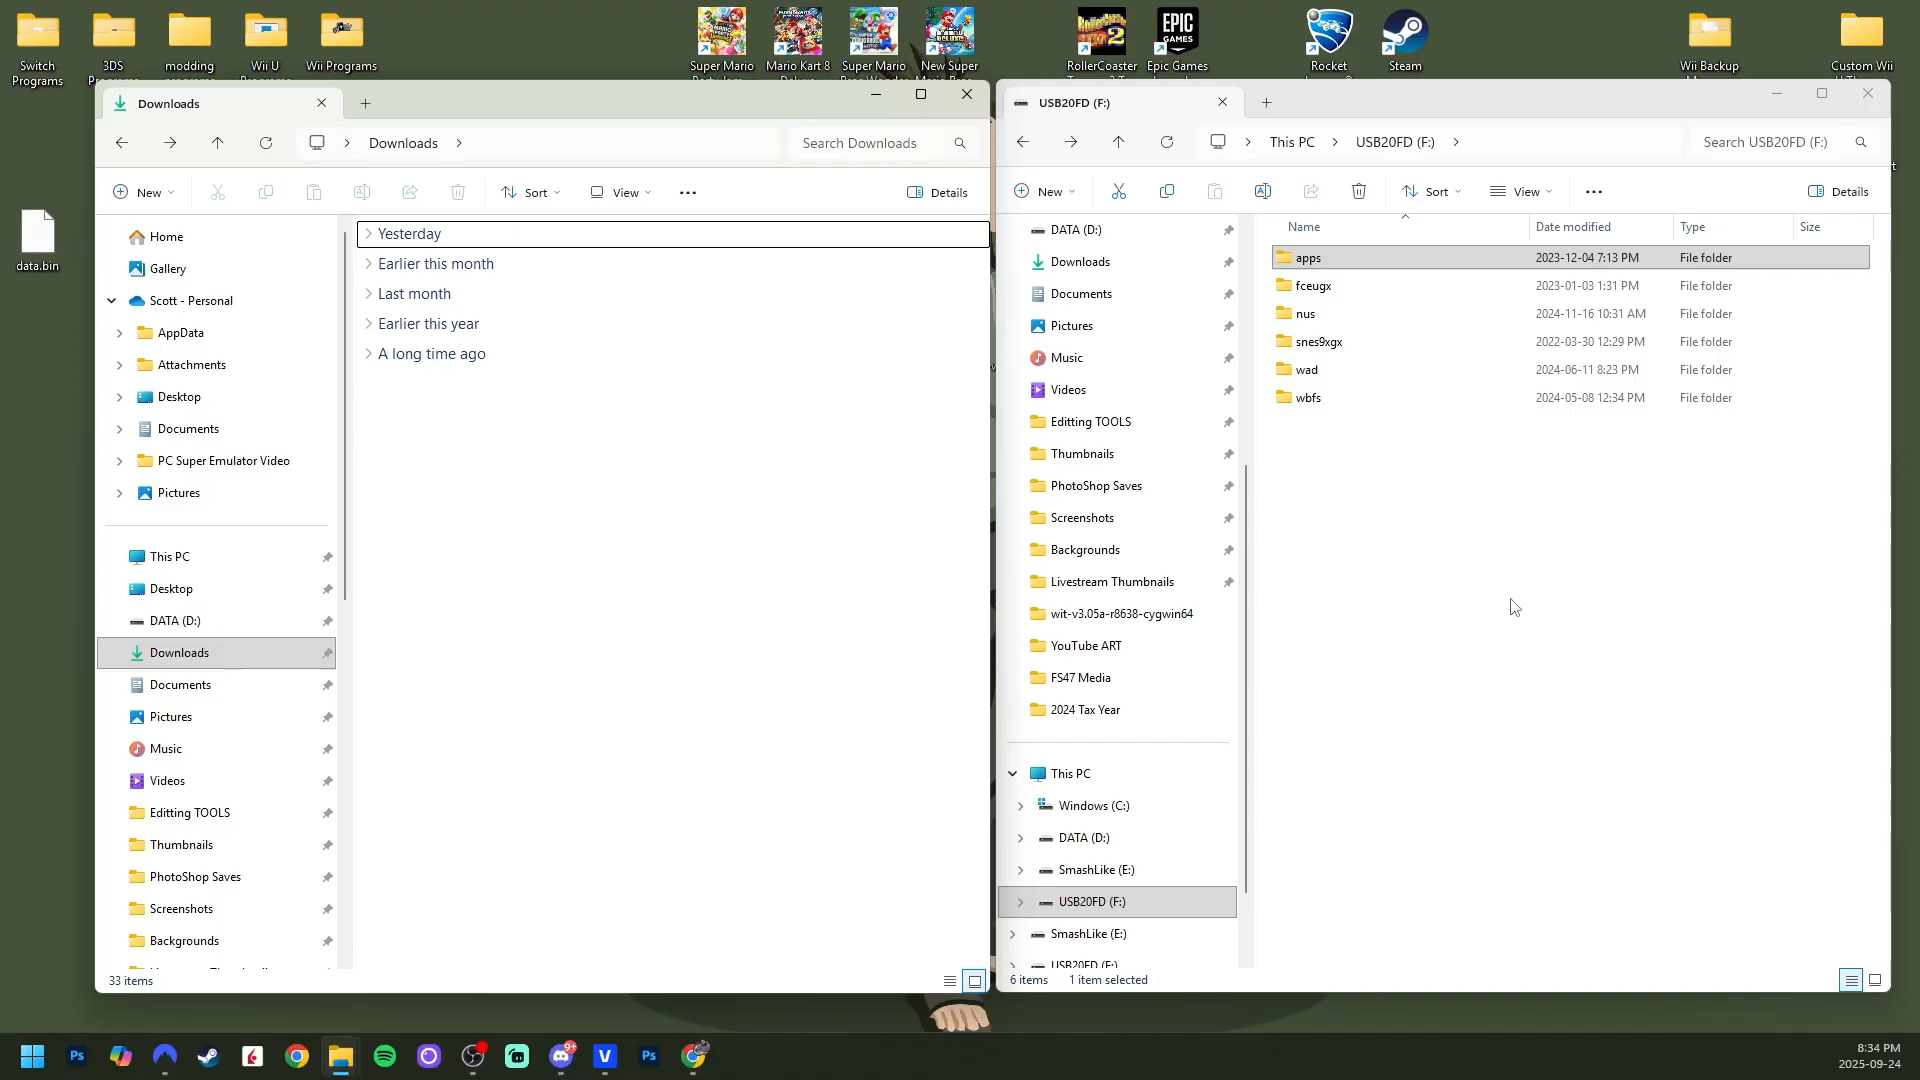 Switch
Programs
3DS
modding
Wii U
Wii Programs
Super Mario
Mario Kart 8
Super Mario
New Super
RollerCoaster
Epic Games
Rocket
Steam
Wii Backup
Custom Wii
EPIC
GAMES
data.bin
Downloads
Downloads
Search Downloads
New
Sort
View
Details
Home
Gallery
Scott - Personal
AppData
Attachments
Desktop
Documents
PC Super Emulator Video
Pictures
This PC
Desktop
DATA (D:)
Downloads
Documents
Pictures
Music
Videos
Editting TOOLS
Thumbnails
PhotoShop Saves
Screenshots
Backgrounds
33 items
Yesterday
Earlier this month
Last month
Earlier this year
A long time ago
USB20FD (F:)
This PC
USB20FD (F:)
Search USB20FD (F:)
New
Sort
View
Details
DATA (D:)
Downloads
Documents
Pictures
Music
Videos
Editting TOOLS
Thumbnails
PhotoShop Saves
Screenshots
Backgrounds
Livestream Thumbnails
wit-v3.05a-r8638-cygwin64
YouTube ART
FS47 Media
2024 Tax Year
This PC
Windows (C:)
DATA (D:)
SmashLike (E:)
USB20FD (F:)
SmashLike (E:)
USB20FD (F:)
Name Date modified Type Size
apps 2023-12-04 7:13 PM File folder
fceugx 2023-01-03 1:31 PM File folder
nus 2024-11-16 10:31 AM File folder
snes9xgx 2022-03-30 12:29 PM File folder
wad 2024-06-11 8:23 PM File folder
wbfs 2024-05-08 12:34 PM File folder
6 items 1 item selected
8:34 PM
2025-09-24